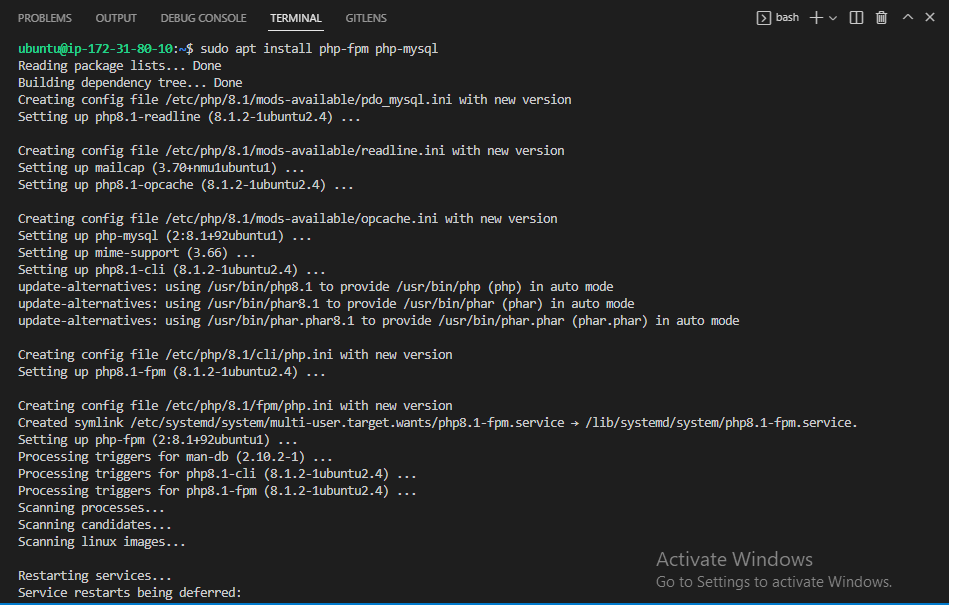 PROBLEMS OUTPUT DEBUG CONSOLE TERMINAL GITLENS bash
ubuntu@ip-172-31-80-10:~$ sudo apt install php-fpm php-mysql
Reading package lists... Done
Building dependency tree... Done
Creating config file /etc/php/8.1/mods-available/pdo_mysql.ini with new version
Setting up php8.1-readline (8.1.2-1ubuntu2.4) ...
Creating config file /etc/php/8.1/mods-available/readline.ini with new version
Setting up mailcap (3.70+nmu1ubuntu1) ...
Setting up php8.1-opcache (8.1.2-1ubuntu2.4) ...
Creating config file /etc/php/8.1/mods-available/opcache.ini with new version
Setting up php-mysql (2:8.1+92ubuntu1) ...
Setting up mime-support (3.66) ...
Setting up php8.1-cli (8.1.2-1ubuntu2.4) ...
update-alternatives: using /usr/bin/php8.1 to provide /usr/bin/php (php) in auto mode
update-alternatives: using /usr/bin/phar8.1 to provide /usr/bin/phar (phar) in auto mode
update-alternatives: using /usr/bin/phar.phar8.1 to provide /usr/bin/phar.phar (phar.phar) in auto mode
Creating config file /etc/php/8.1/cli/php.ini with new version
Setting up php8.1-fpm (8.1.2-1ubuntu2.4) ...
Creating config file /etc/php/8.1/fpm/php.ini with new version
Created symlink /etc/systemd/system/multi-user.target.wants/php8.1-fpm.service → /lib/systemd/system/php8.1-fpm.service.
Setting up php-fpm (2:8.1+92ubuntu1) ...
Processing triggers for man-db (2.10.2-1) ...
Processing triggers for php8.1-cli (8.1.2-1ubuntu2.4) ...
Processing triggers for php8.1-fpm (8.1.2-1ubuntu2.4) ...
Scanning processes...
Scanning candidates...
Scanning linux images...
Restarting services...
Service restarts being deferred:
Activate Windows
Go to Settings to activate Windows.